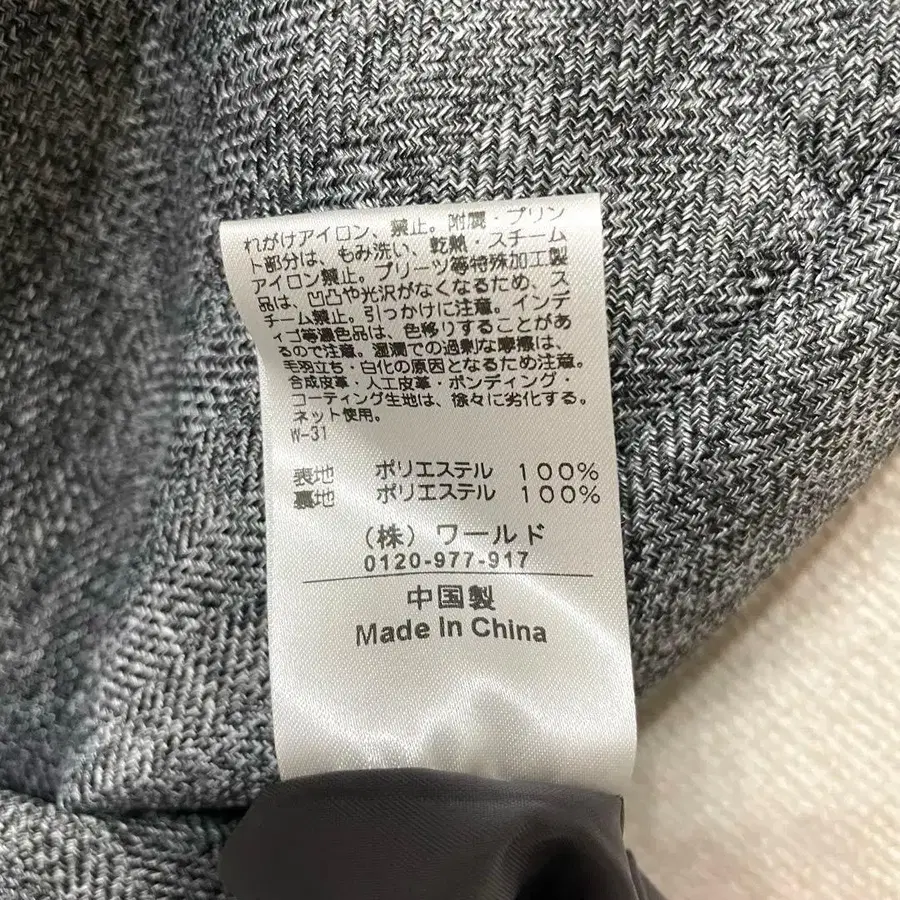 れがけアイロン、禁止。附属・プリン
ト部分は、もみ洗い、乾熱・スチーム
アイロン禁止。プリーツ等特殊加工製
品は、凹凸や光沢がなくなるため、ス
チーム禁止。引っかけに注意。インデ
ィゴ等濃色品は、色移りすることがあ
るので注意。湿潤での過剰な摩擦は、
毛羽立ち・白化の原因となるため注意。
合成皮革・人工皮革・ボンディング・
コーティング生地は、徐々に劣化する。
ネット使用。
W-31
表地 ポリエステル 100%
裏地 ポリエステル 100%
(株) ワールド
0120-977-917
中国製
Made In China